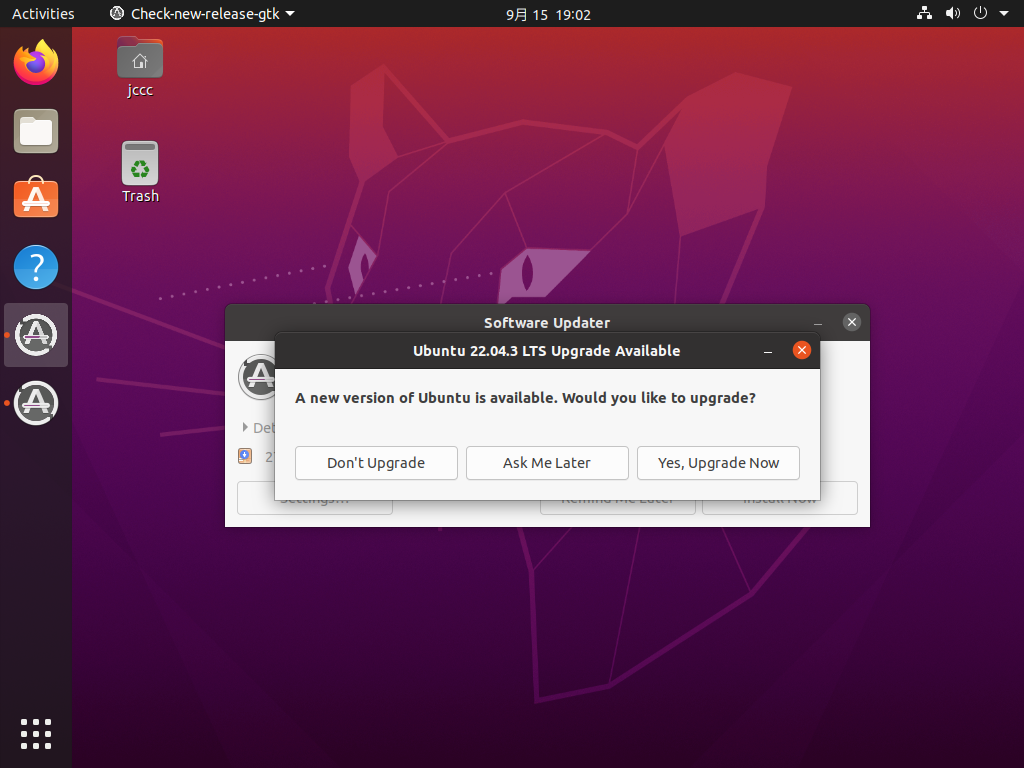 Activities
Check-new-release-gtk
9月 15 19:02
jccc
Trash
Software Updater
Ubuntu 22.04.3 LTS Upgrade Available
A new version of Ubuntu is available. Would you like to upgrade?
Don't Upgrade
Ask Me Later
Yes, Upgrade Now
Settings...
Remind Me Later
Install Now